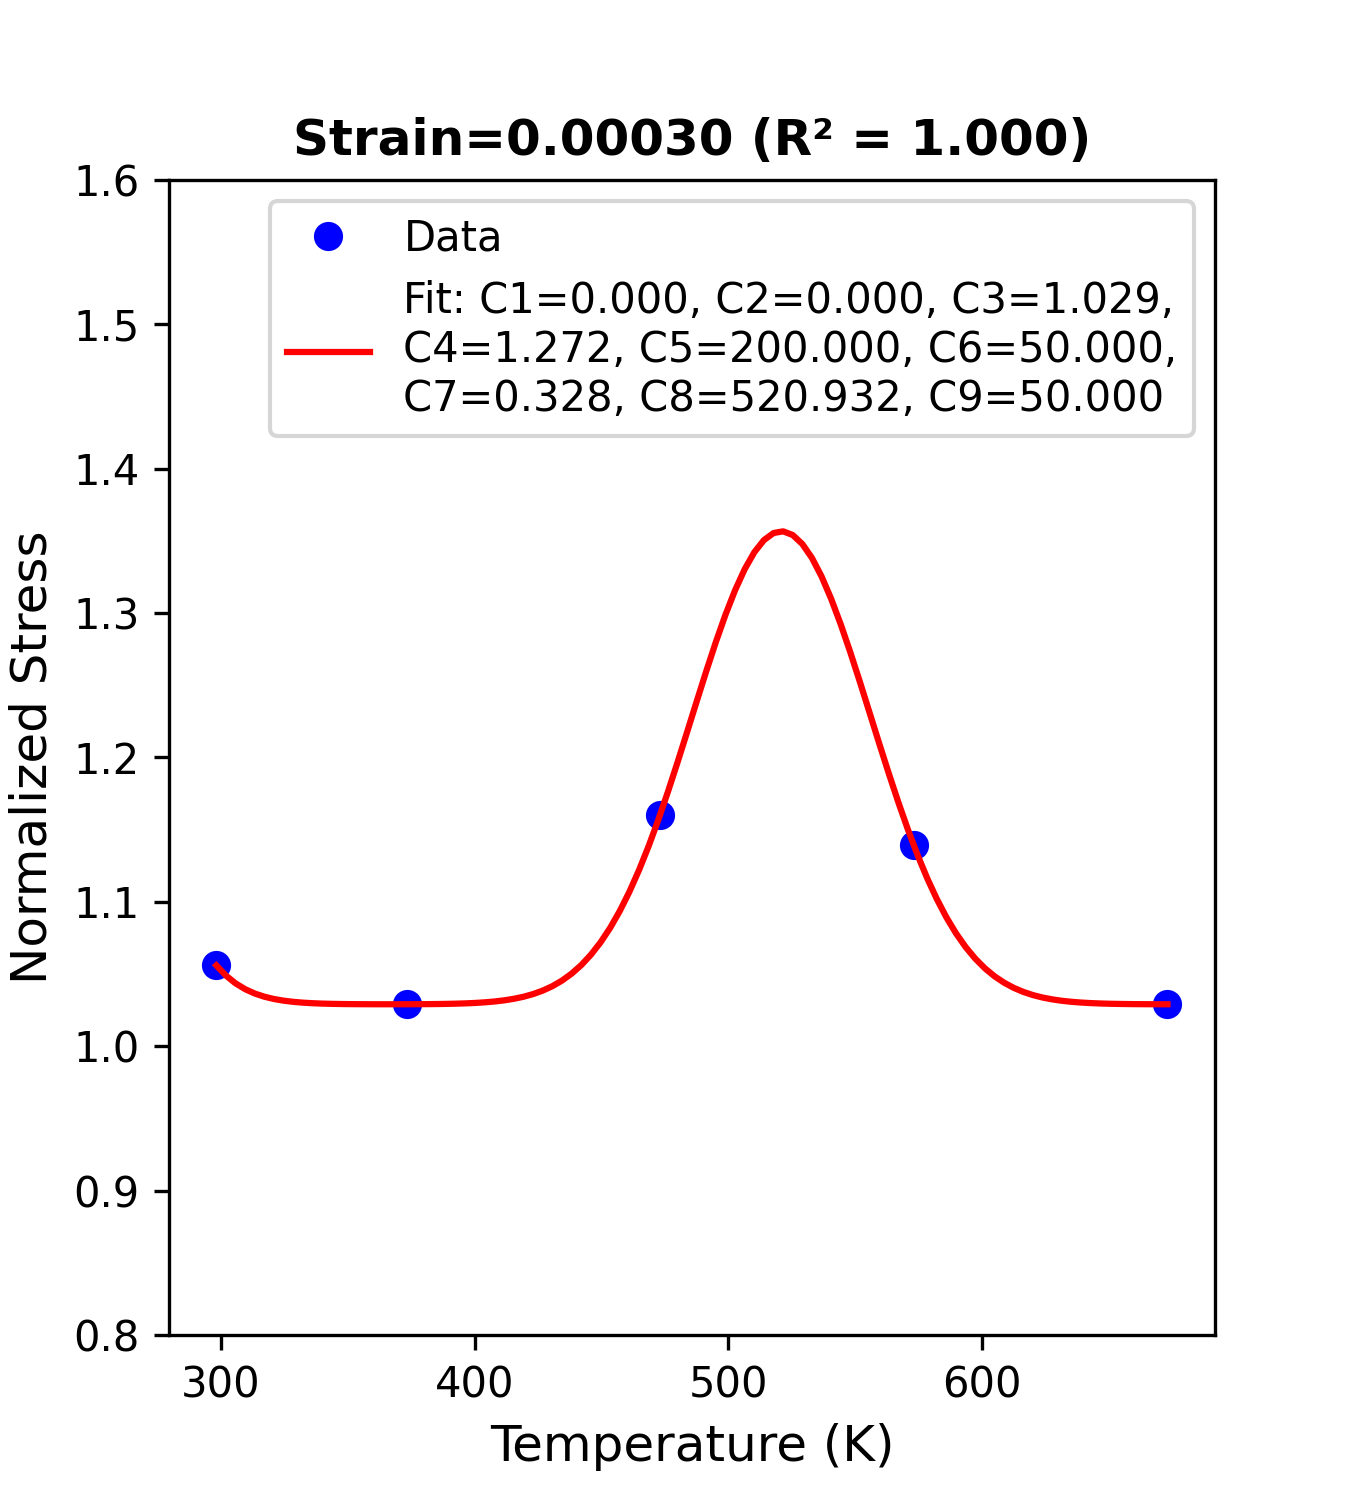 Strain=0.00030 (R² = 1.000)
1.6
1.5
1.4
1.3
1.2
1.1
1.0
0.9
0.8
Normalized Stress
Data
Fit: C1=0.000, C2=0.000, C3=1.029,
C4=1.272, C5=200.000, C6=50.000,
C7=0.328, C8=520.932, C9=50.000
300 400 500 600
Temperature (K)